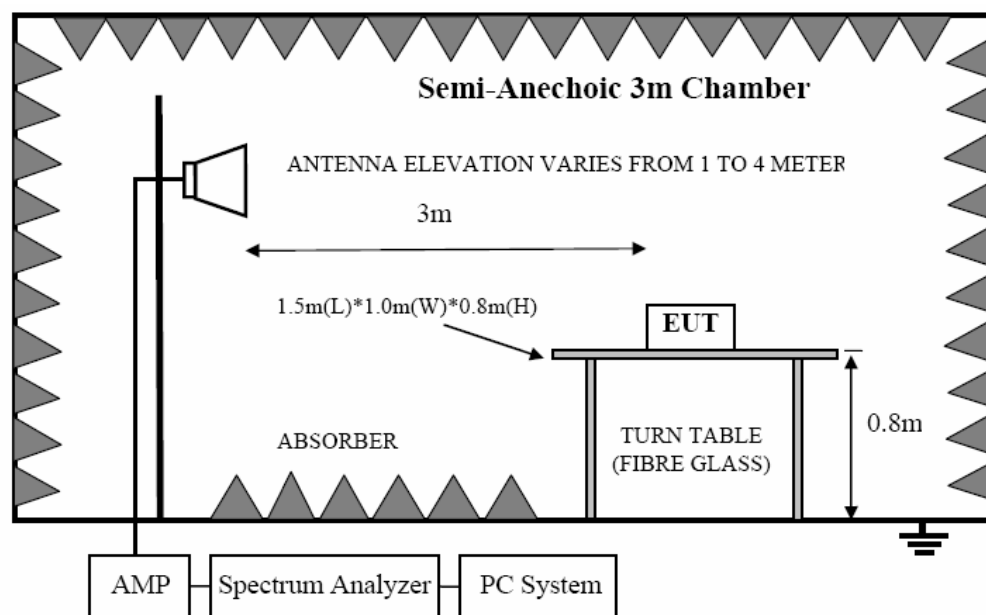 Semi-Anechoic 3m Chamber
ANTENNA ELEVATION VARIES FROM 1 TO 4 METER
3m
1.5m(L)*1.0m(W)*0.8m(H)
EUT
ABSORBER
TURN TABLE
(FIBRE GLASS)
0.8m
AMP
Spectrum Analyzer
PC System